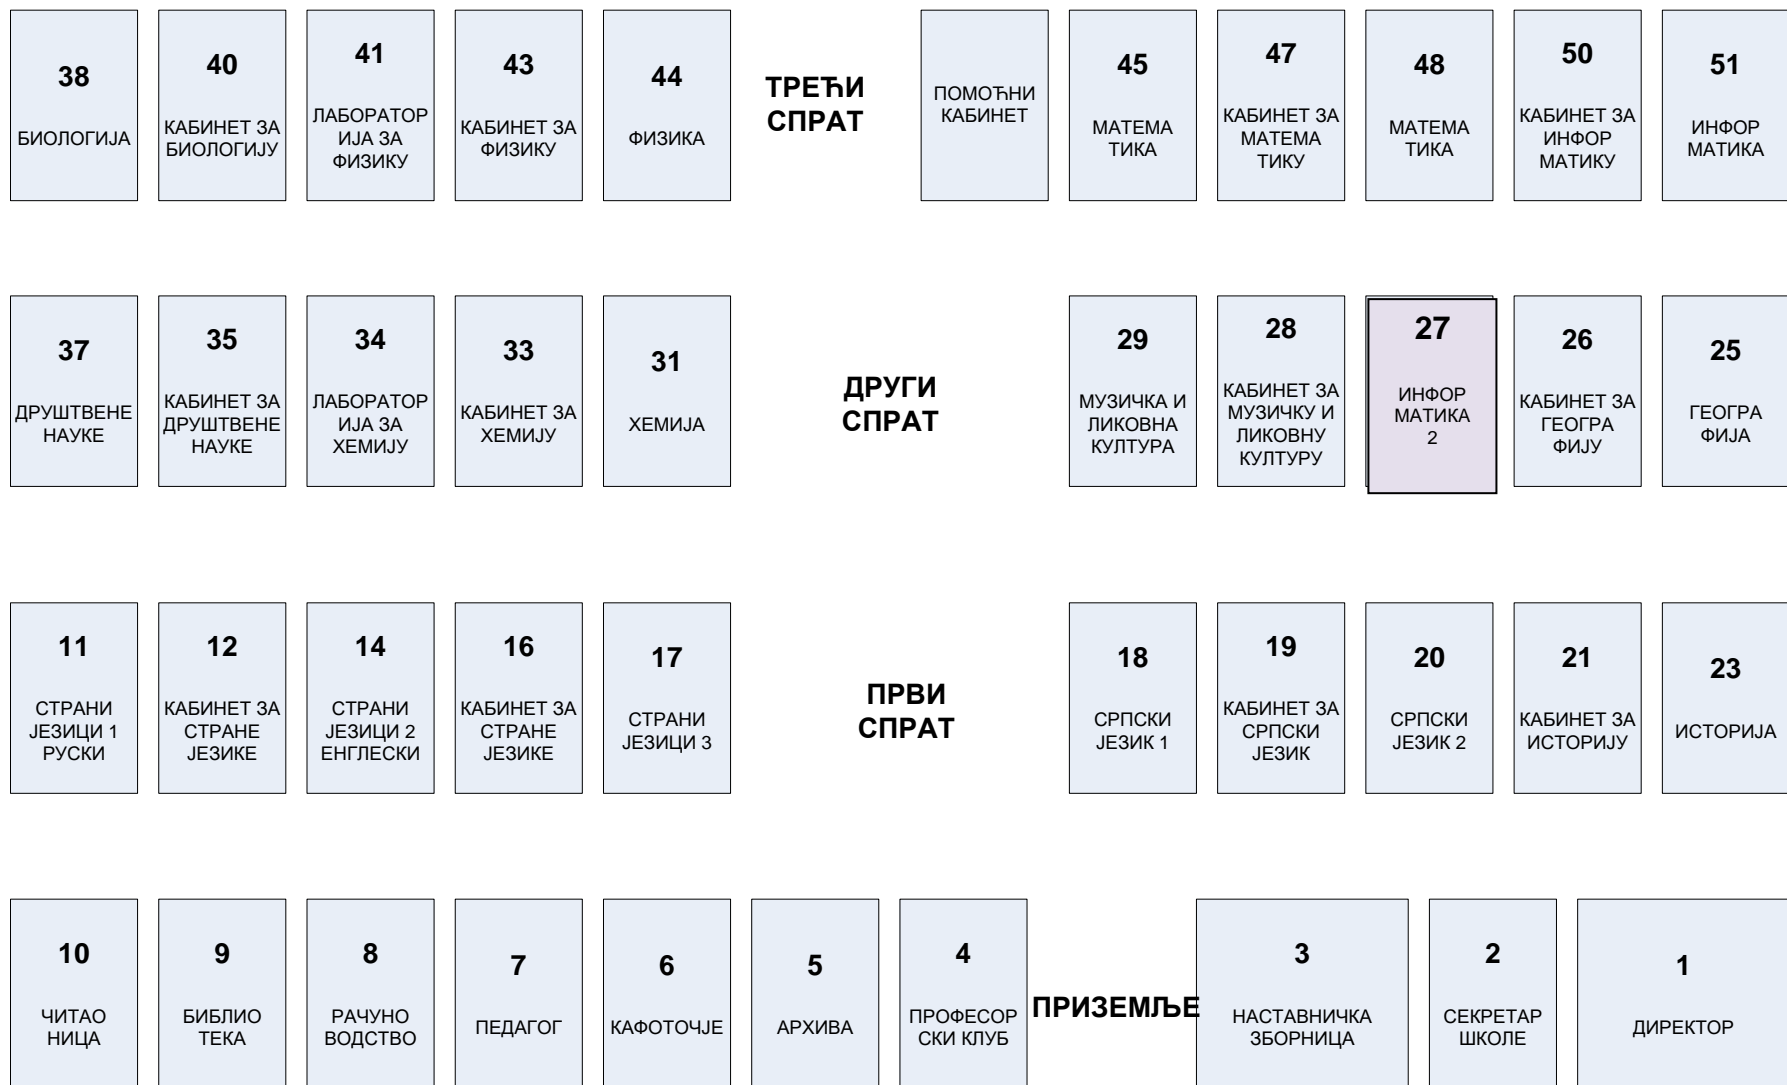 38
БИОЛОГИЈА
40
КАБИНЕТ ЗА
БИОЛОГИЈУ
41
ЛАБОРАТОР
ИЈА ЗА
ФИЗИКУ
43
КАБИНЕТ ЗА
ФИЗИКУ
44
ФИЗИКА
ТРЕЋИ
СПРАТ
ПОМОЋНИ
КАБИНЕТ
45
МАТЕМА
ТИКА
47
КАБИНЕТ ЗА
МАТЕМА
ТИКУ
48
МАТЕМА
ТИКА
50
КАБИНЕТ ЗА
ИНФОР
МАТИКУ
51
ИНФОР
МАТИКА
37
ДРУШТВЕНЕ
НАУКЕ
35
КАБИНЕТ ЗА
ДРУШТВЕНЕ
НАУКЕ
34
ЛАБОРАТОР
ИЈА ЗА
ХЕМИЈУ
33
КАБИНЕТ ЗА
ХЕМИЈУ
31
ХЕМИЈА
ДРУГИ
СПРАТ
29
МУЗИЧКА И
ЛИКОВНА
КУЛТУРА
28
КАБИНЕТ ЗА
МУЗИЧКУ И
ЛИКОВНУ
КУЛТУРУ
27
ИНФОР
МАТИКА
2
26
КАБИНЕТ ЗА
ГЕОГРА
ФИЈУ
25
ГЕОГРА
ФИЈА
11
СТРАНИ
ЈЕЗИЦИ 1
РУСКИ
12
КАБИНЕТ ЗА
СТРАНЕ
ЈЕЗИКЕ
14
СТРАНИ
ЈЕЗИЦИ 2
ЕНГЛЕСКИ
16
КАБИНЕТ ЗА
СТРАНЕ
ЈЕЗИКЕ
17
СТРАНИ
ЈЕЗИЦИ 3
ПРВИ
СПРАТ
18
СРПСКИ
ЈЕЗИК 1
19
КАБИНЕТ ЗА
СРПСКИ
ЈЕЗИК
20
СРПСКИ
ЈЕЗИК 2
21
КАБИНЕТ ЗА
ИСТОРИЈУ
23
ИСТОРИЈА
10
ЧИТАО
НИЦА
9
БИБЛИО
ТЕКА
8
РАЧУНО
ВОДСТВО
7
ПЕДАГОГ
6
КАФОТОЧЈЕ
5
АРХИВА
4
ПРОФЕСОР
СКИ КЛУБ
ПРИЗЕМЉЕ
3
НАСТАВНИЧКА
ЗБОРНИЦА
2
СЕКРЕТАР
ШКОЛЕ
1
ДИРЕКТОР